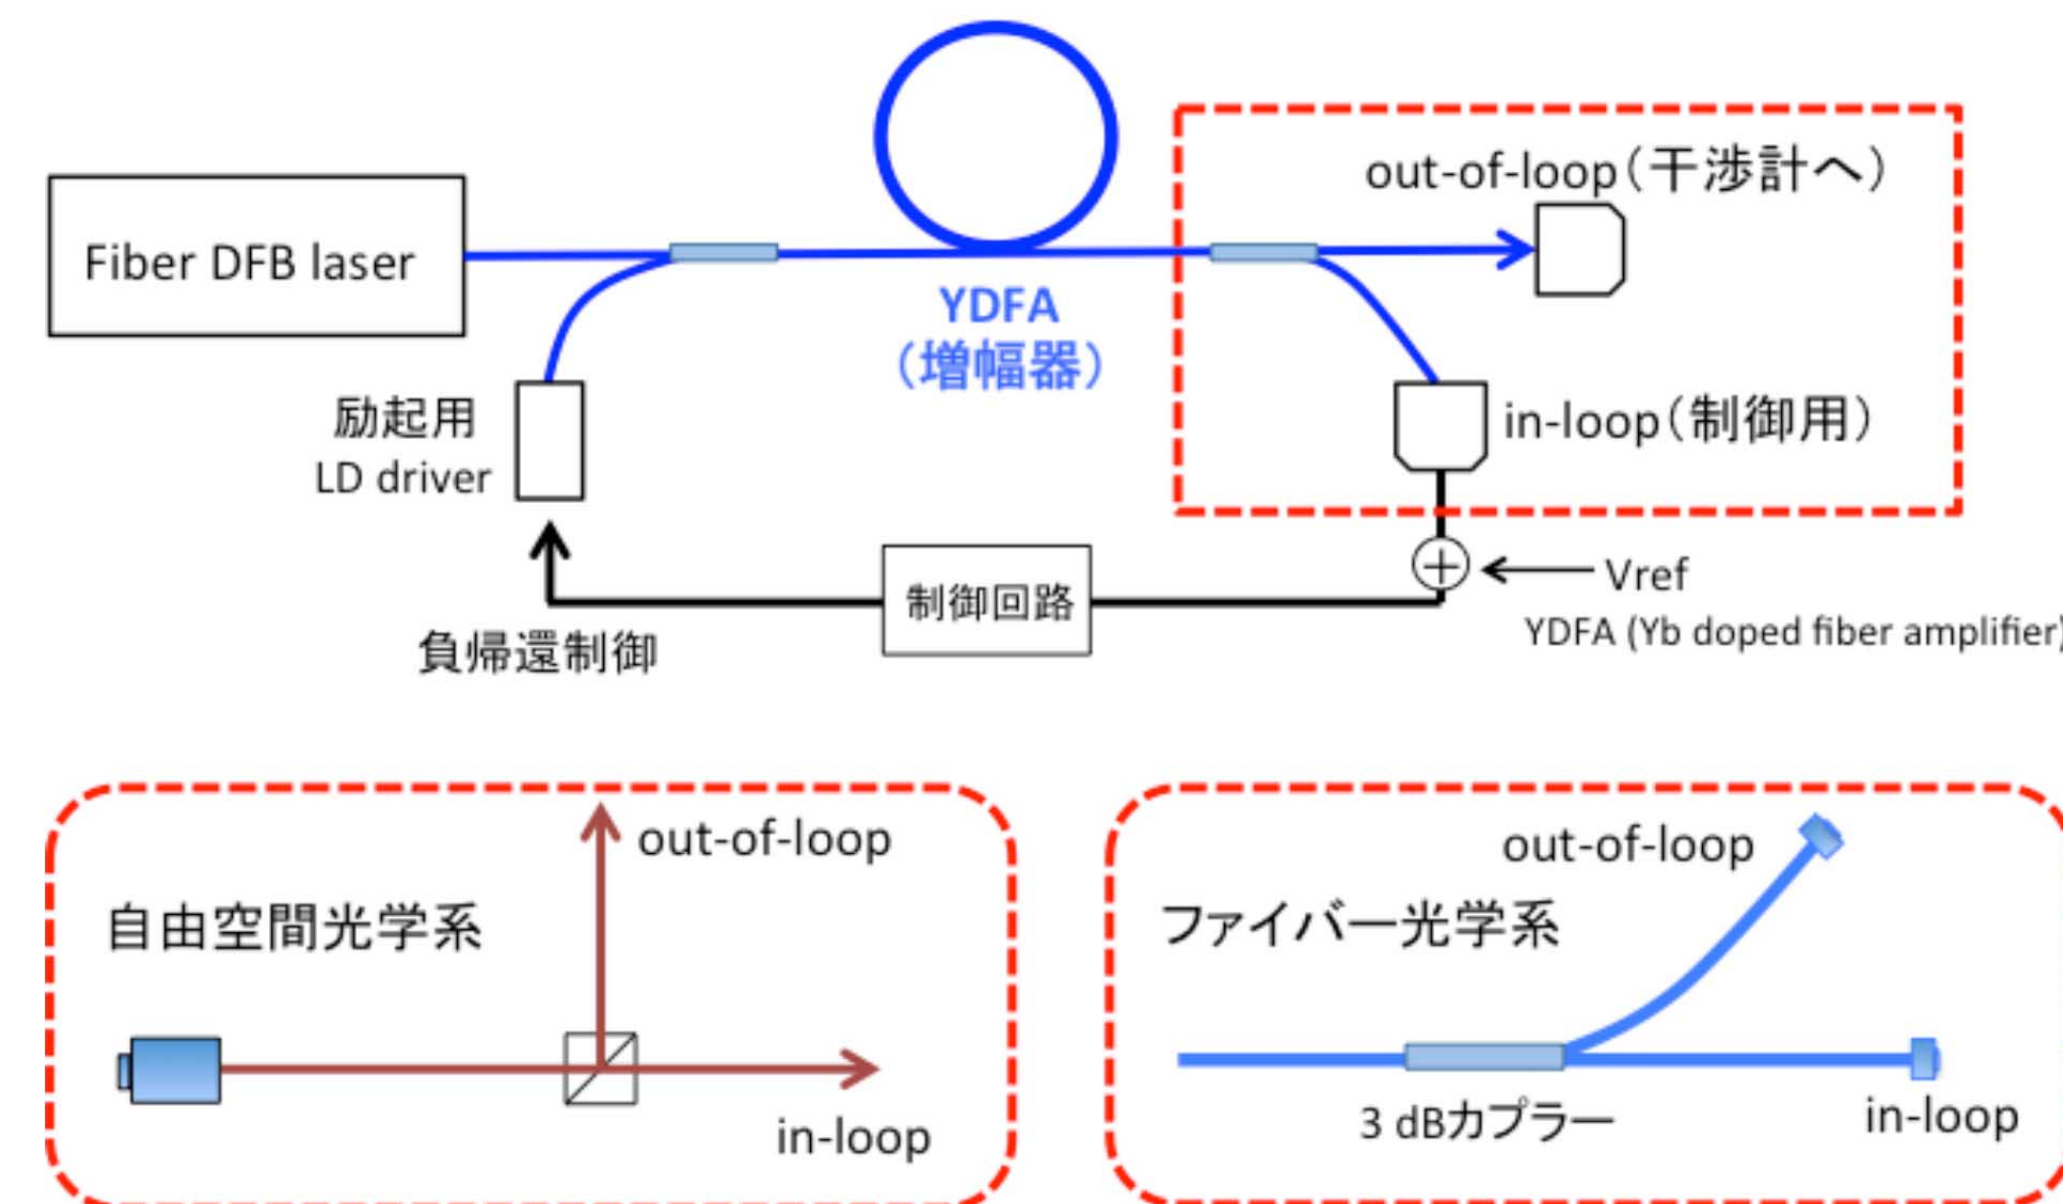 out-of-loop（干渉計へ）
Fiber DFB laser
YDFA
（増幅器）
励起用
LD driver
in-loop（制御用）
Vref
制御回路
YDFA (Yb doped fiber amplifier)
負帰還制御
out-of-loop
自由空間光学系
in-loop
out-of-loop
ファイバー光学系
3 dBカプラー
in-loop